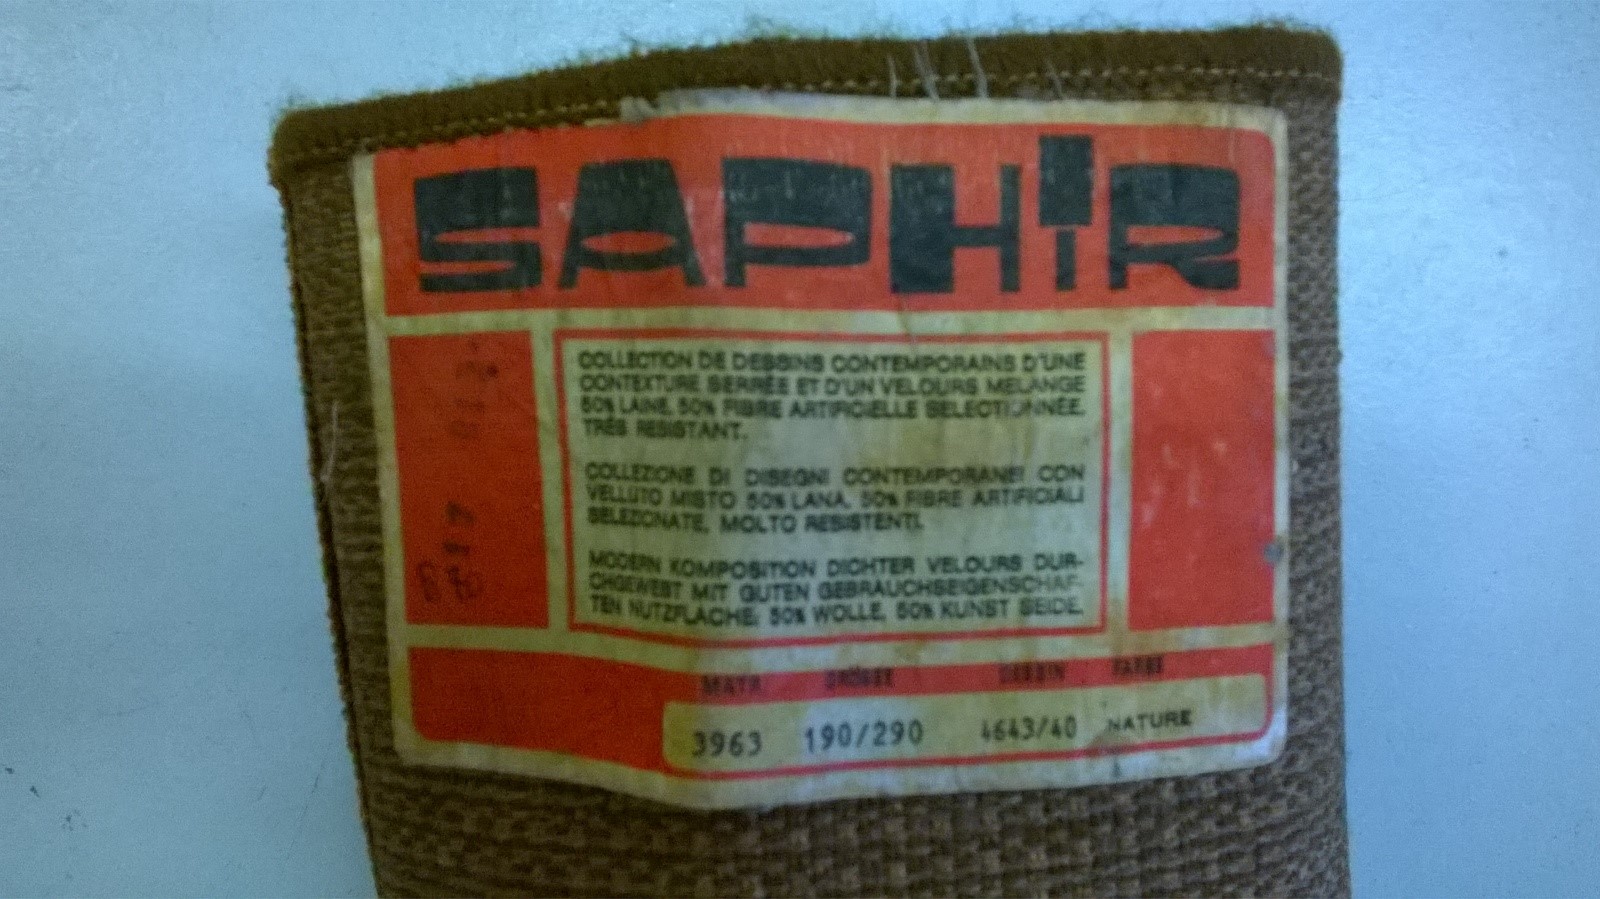 SAPHIR
COLLECTION DE DESSINS CONTEMPORAINS D'UNE
CONTEXTURE SERRÉE ET D'UN VELOURS MELANGE
50% LAINE, 50% FIBRE ARTIFICIELLE SELECTIONNÉE,
TRÈS RESISTANT.
COLLEZIONE DI DISEGNI CONTEMPORANEI CON
VELLUTO MISTO 50% LANA, 50% FIBRE ARTIFICIALI
SELEZIONATE, MOLTO RESISTENTI.
MODERN KOMPOSITION DICHTER VELOURS DUR-
CHGEWEBT MIT GUTEN GEBRAUCHSEIGENSCHAF-
TEN NUTZFLACHE: 50% WOLLE, 50% KUNST SEIDE.
GRÖSSE DESSIN FARBE
3963 190/290 4643/40 NATURE